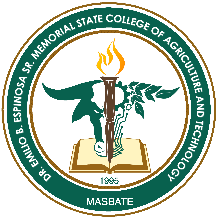 DR. EMILIO B. ESPINOSA SR. MEMORIAL STATE COLLEGE OF AGRICULTURE AND TECHNOLOGY
1995
MASBATE